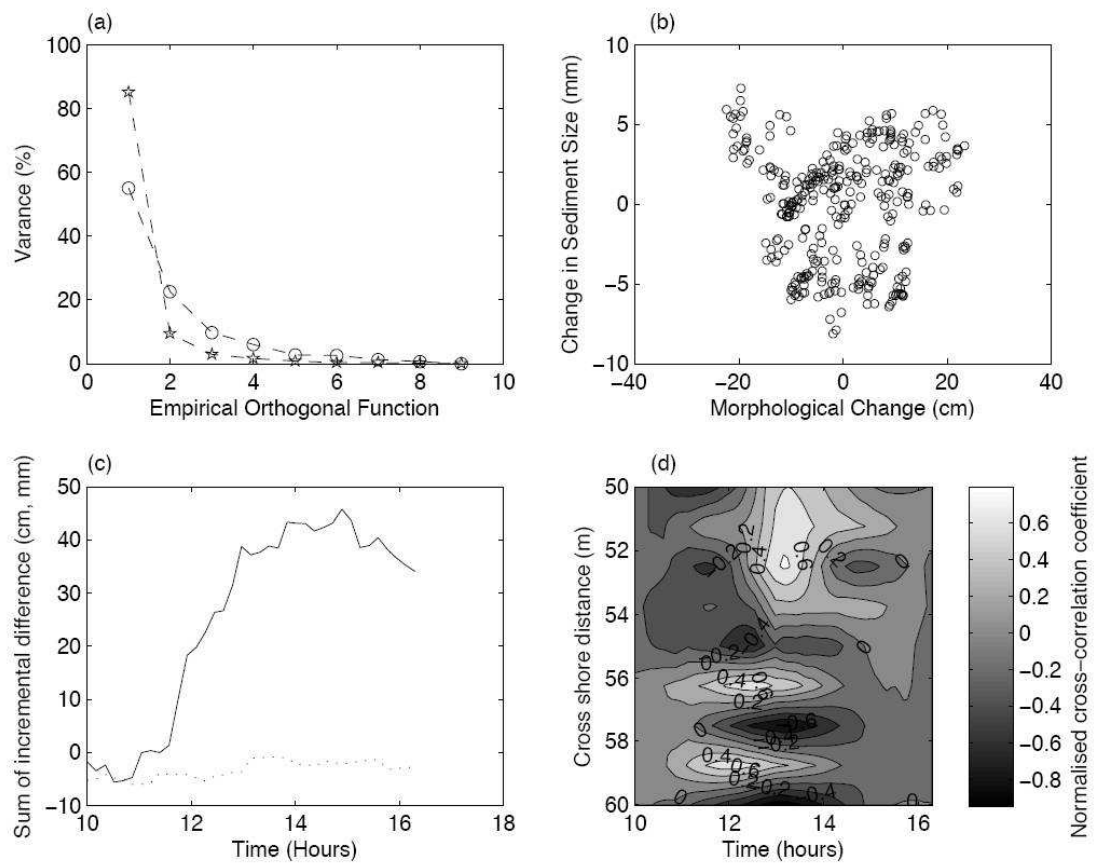 (a)
100
80
60
40
20
0
Varance (%)
0 2 4 6 8 10
Empirical Orthogonal Function
(b)
10
5
0
−5
−10
Change in Sediment Size (mm)
−40 −20 0 20 40
Morphological Change (cm)
(c)
50
40
30
20
10
0
−10
Sum of incremental difference (cm, mm)
10 12 14 16 18
Time (Hours)
(d)
50
52
54
56
58
60
Cross shore distance (m)
10 12 14 16
Time (hours)
0.6
0.4
0.2
0
−0.2
−0.4
−0.6
−0.8
Normalised cross−correlation coefficient